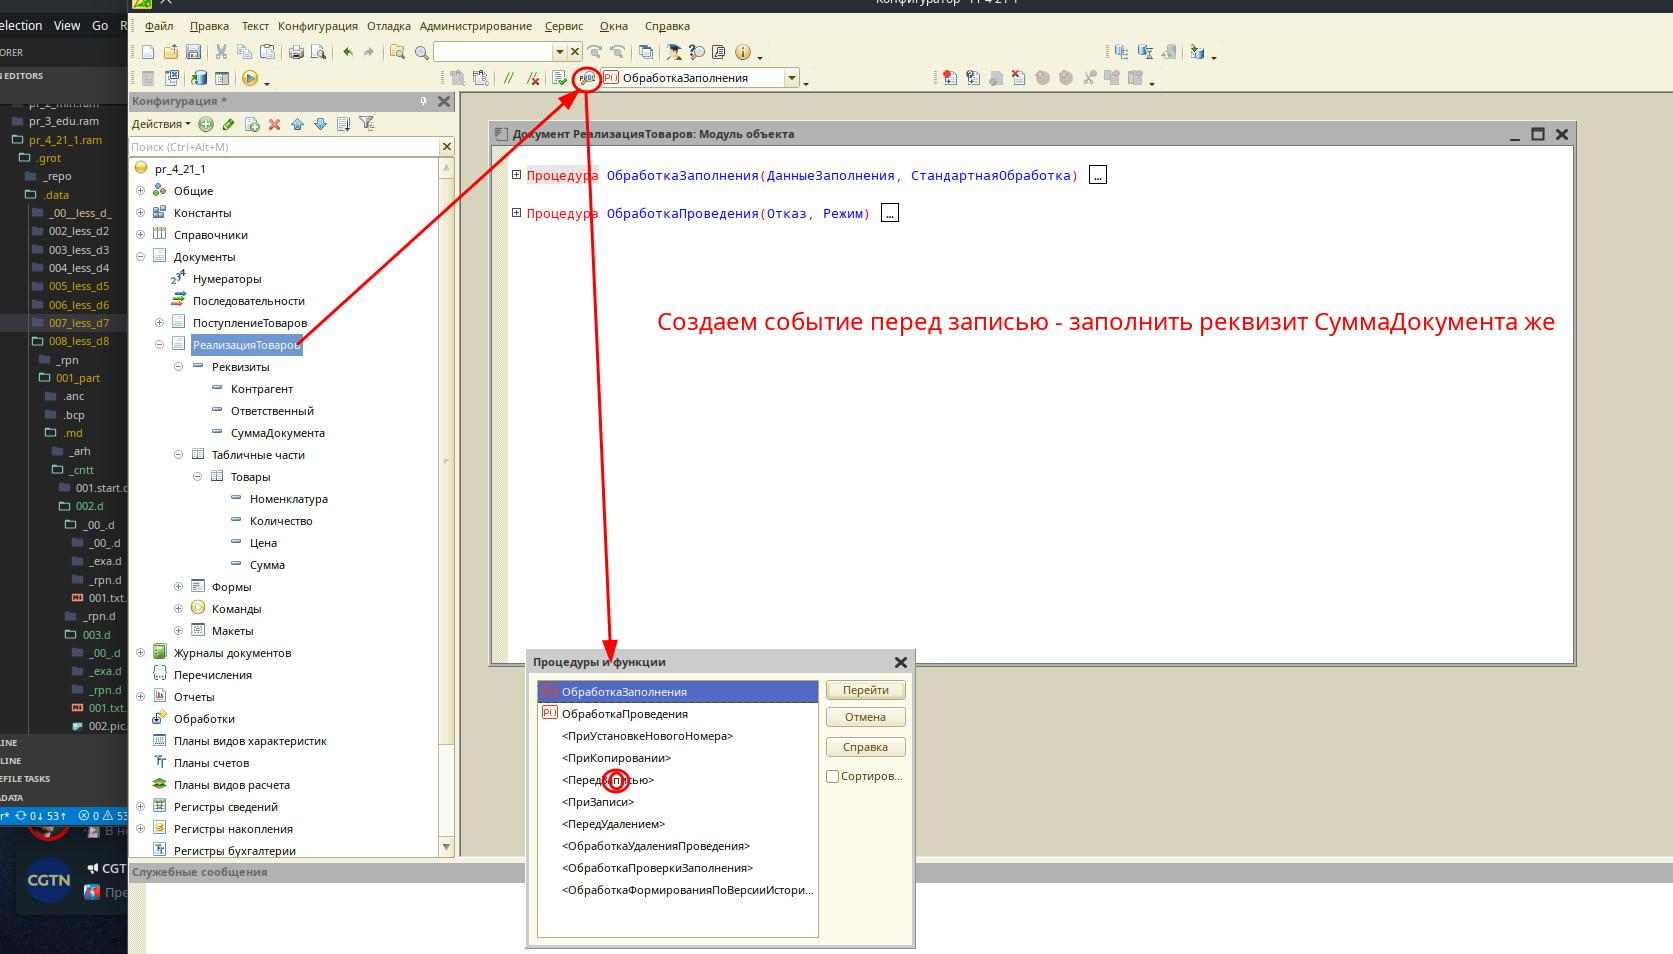 election View Go R
ORER
N EDITORS
pr_3_edu.ram
pr_4_21_1.ram
.grot
_repo
.data
_00__less_d_
002_less_d2
003_less_d3
004_less_d4
005_less_d5
006_less_d6
007_less_d7
008_less_d8
_rpn
001_part
.anc
.bcp
.md
_arh
_cntt
001.start.
002.d
_00_.d
_00_.d
_exa.d
_rpn.d
001.txt.
_rpn.d
003.d
_00_.d
_exa.d
_rpn.d
001.txt.
002.pic.
INE
LINE
EFILE TASKS
ADATA
r* 0↓ 53↑ 0 53
CGTN
CGT
Пре
Файл Правка Текст Конфигурация Отладка Администрирование Сервис Окна Справка
ОбработкаЗаполнения
Конфигурация *
Действия
Поиск (Ctrl+Alt+M)
pr_4_21_1
Общие
Константы
Справочники
Документы
Нумераторы
Последовательности
ПоступлениеТоваров
РеализацияТоваров
Реквизиты
Контрагент
Ответственный
СуммаДокумента
Табличные части
Товары
Номенклатура
Количество
Цена
Сумма
Формы
Команды
Макеты
Журналы документов
Перечисления
Отчеты
Обработки
Планы видов характеристик
Планы счетов
Планы видов расчета
Регистры сведений
Регистры накопления
Регистры бухгалтерии
Служебные сообщения
Документ РеализацияТоваров: Модуль объекта
Процедура ОбработкаЗаполнения(ДанныеЗаполнения, СтандартнаяОбработка) ...
Процедура ОбработкаПроведения(Отказ, Режим) ...
Создаем событие перед записью - заполнить реквизит СуммаДокумента же
Процедуры и функции
ОбработкаЗаполнения
ОбработкаПроведения
<ПриУстановкеНовогоНомера>
<ПриКопировании>
<ПередЗаписью>
<ПриЗаписи>
<ПередУдалением>
<ОбработкаУдаленияПроведения>
<ОбработкаПроверкиЗаполнения>
<ОбработкаФормированияПоВерсииИстори...
Перейти
Отмена
Справка
Сортиров...